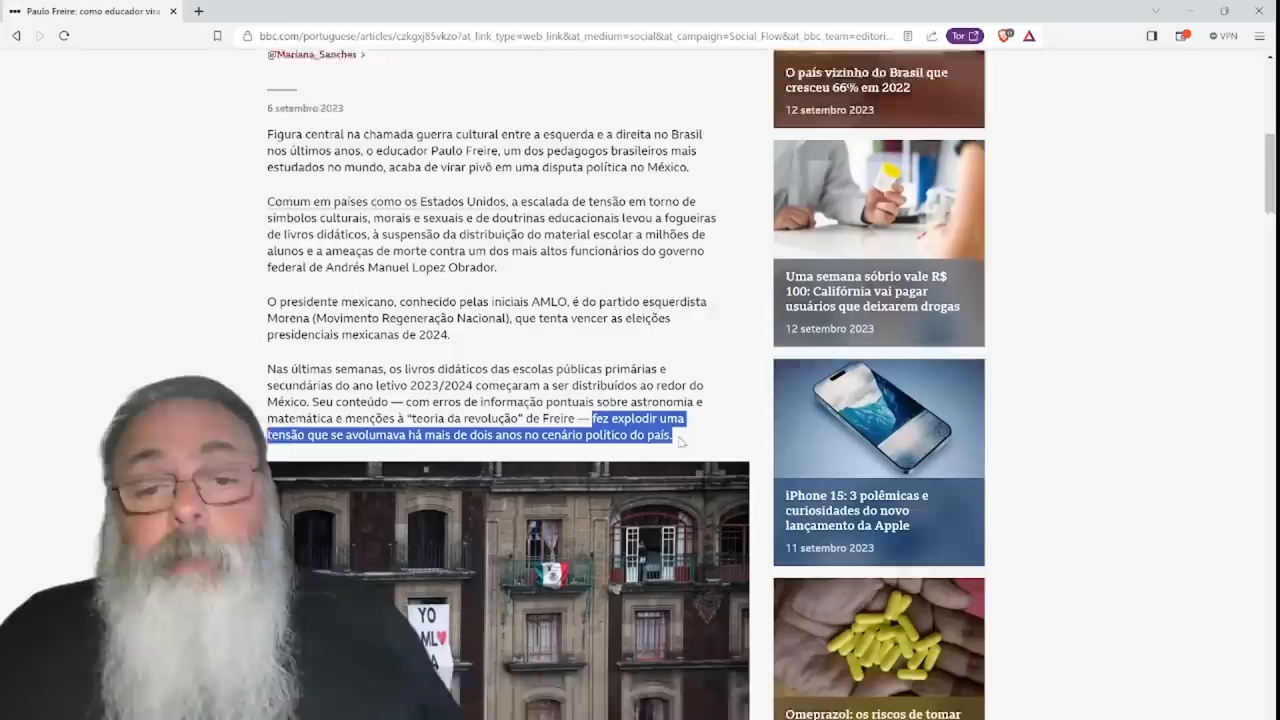 Paulo Freire: como educador vira
bbc.com/portuguese/articles/czkgxj85vkzo?at_link_type=web_link&at_medium=social&at_campaign=Social_Flow&at_bbc_team=editori...
Tor
VPN
@Mariana_Sanches >
6 setembro 2023
Figura central na chamada guerra cultural entre a esquerda e a direita no Brasil
nos últimos anos, o educador Paulo Freire, um dos pedagogos brasileiros mais
estudados no mundo, acaba de virar pivô em uma disputa política no México.
Comum em países como os Estados Unidos, a escalada de tensão em torno de
símbolos culturais, morais e sexuais e de doutrinas educacionais levou a fogueiras
de livros didáticos, à suspensão da distribuição do material escolar a milhões de
alunos e a ameaças de morte contra um dos mais altos funcionários do governo
federal de Andrés Manuel Lopez Obrador.
O presidente mexicano, conhecido pelas iniciais AMLO, é do partido esquerdista
Morena (Movimento Regeneração Nacional), que tenta vencer as eleições
presidenciais mexicanas de 2024.
Nas últimas semanas, os livros didáticos das escolas públicas primárias e
secundárias do ano letivo 2023/2024 começaram a ser distribuídos ao redor do
México. Seu conteúdo — com erros de informação pontuais sobre astronomia e
matemática e menções à “teoria da revolução” de Freire — fez explodir uma
tensão que se avolumava há mais de dois anos no cenário político do país.
YO
ML
A
O país vizinho do Brasil que
cresceu 66% em 2022
12 setembro 2023
Uma semana sóbrio vale R$
100: Califórnia vai pagar
usuários que deixarem drogas
12 setembro 2023
iPhone 15: 3 polêmicas e
curiosidades do novo
lançamento da Apple
11 setembro 2023
Omeprazol: os riscos de tomar